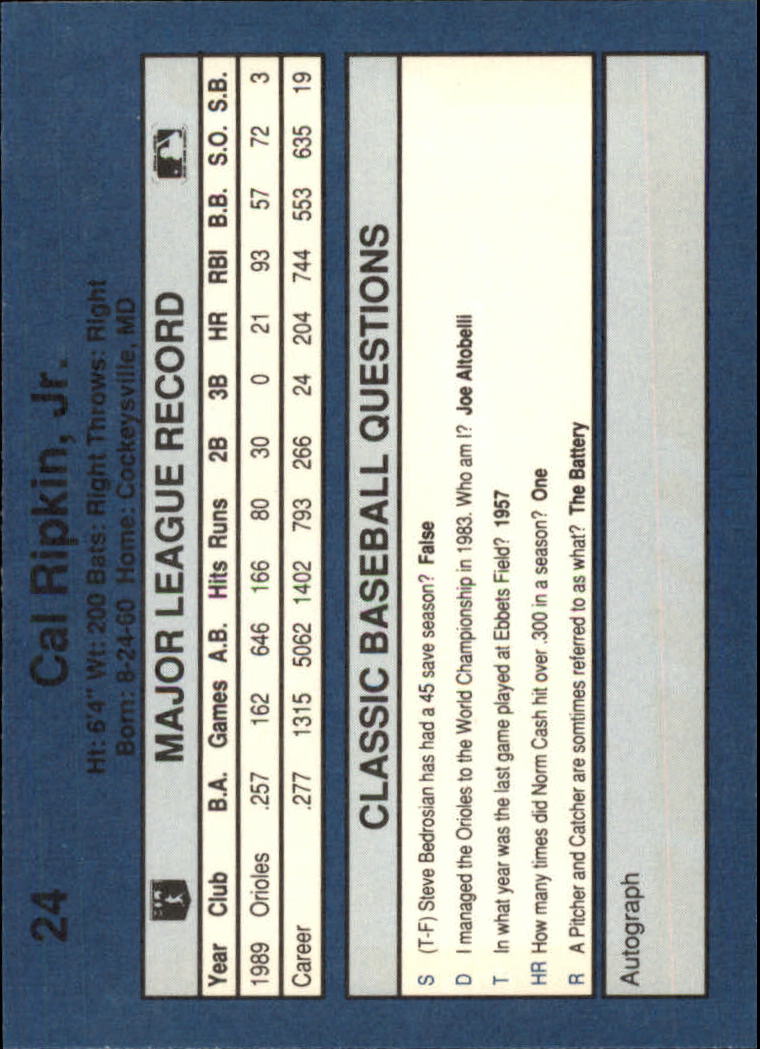 24 Cal Ripkin, Jr.
Ht: 6'4" Wt: 200 Bats: Right Throws: Right
Born: 8-24-60 Home: Cockeysville, MD
MAJOR LEAGUE RECORD
Year Club B.A. Games A.B. Hits Runs 2B 3B HR RBI B.B. S.O. S.B.
1989 Orioles .257 162 646 166 80 30 0 21 93 57 72 3
Career .277 1315 5062 1402 793 266 24 204 744 553 635 19
CLASSIC BASEBALL QUESTIONS
S (T-F) Steve Bedrosian has had a 45 save season? False
D I managed the Orioles to the World Championship in 1983. Who am I? Joe Altobelli
T In what year was the last game played at Ebbets Field? 1957
HR How many times did Norm Cash hit over .300 in a season? One
R A Pitcher and Catcher are somtimes referred to as what? The Battery
Autograph